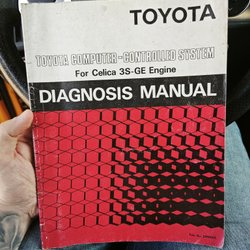 TOYOTA
TOYOTA COMPUTER-CONTROLLED SYSTEM
For Celica 3S-GE Engine
DIAGNOSIS MANUAL